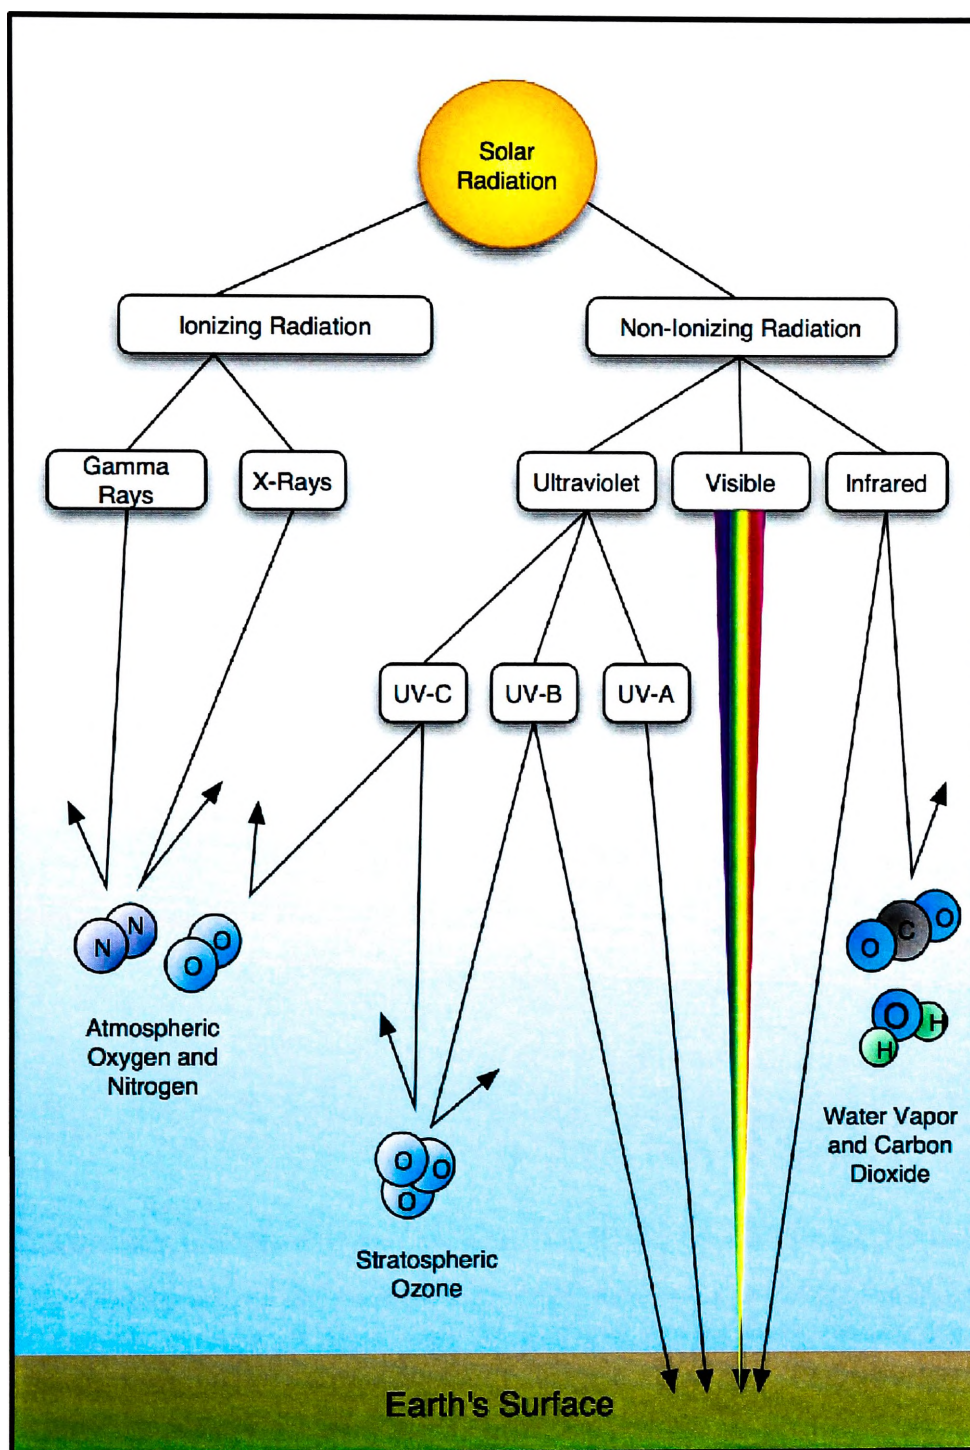 Solar
Radiation
Ionizing Radiation
Non-Ionizing Radiation
Gamma
Rays
X-Rays
Ultraviolet
Visible
Infrared
UV-C
UV-B
UV-A
N
N
O
O
O
C
O
O
H
H
Atmospheric
Oxygen and
Nitrogen
Water Vapor
and Carbon
Dioxide
O
O
O
Stratospheric
Ozone
Earth's Surface